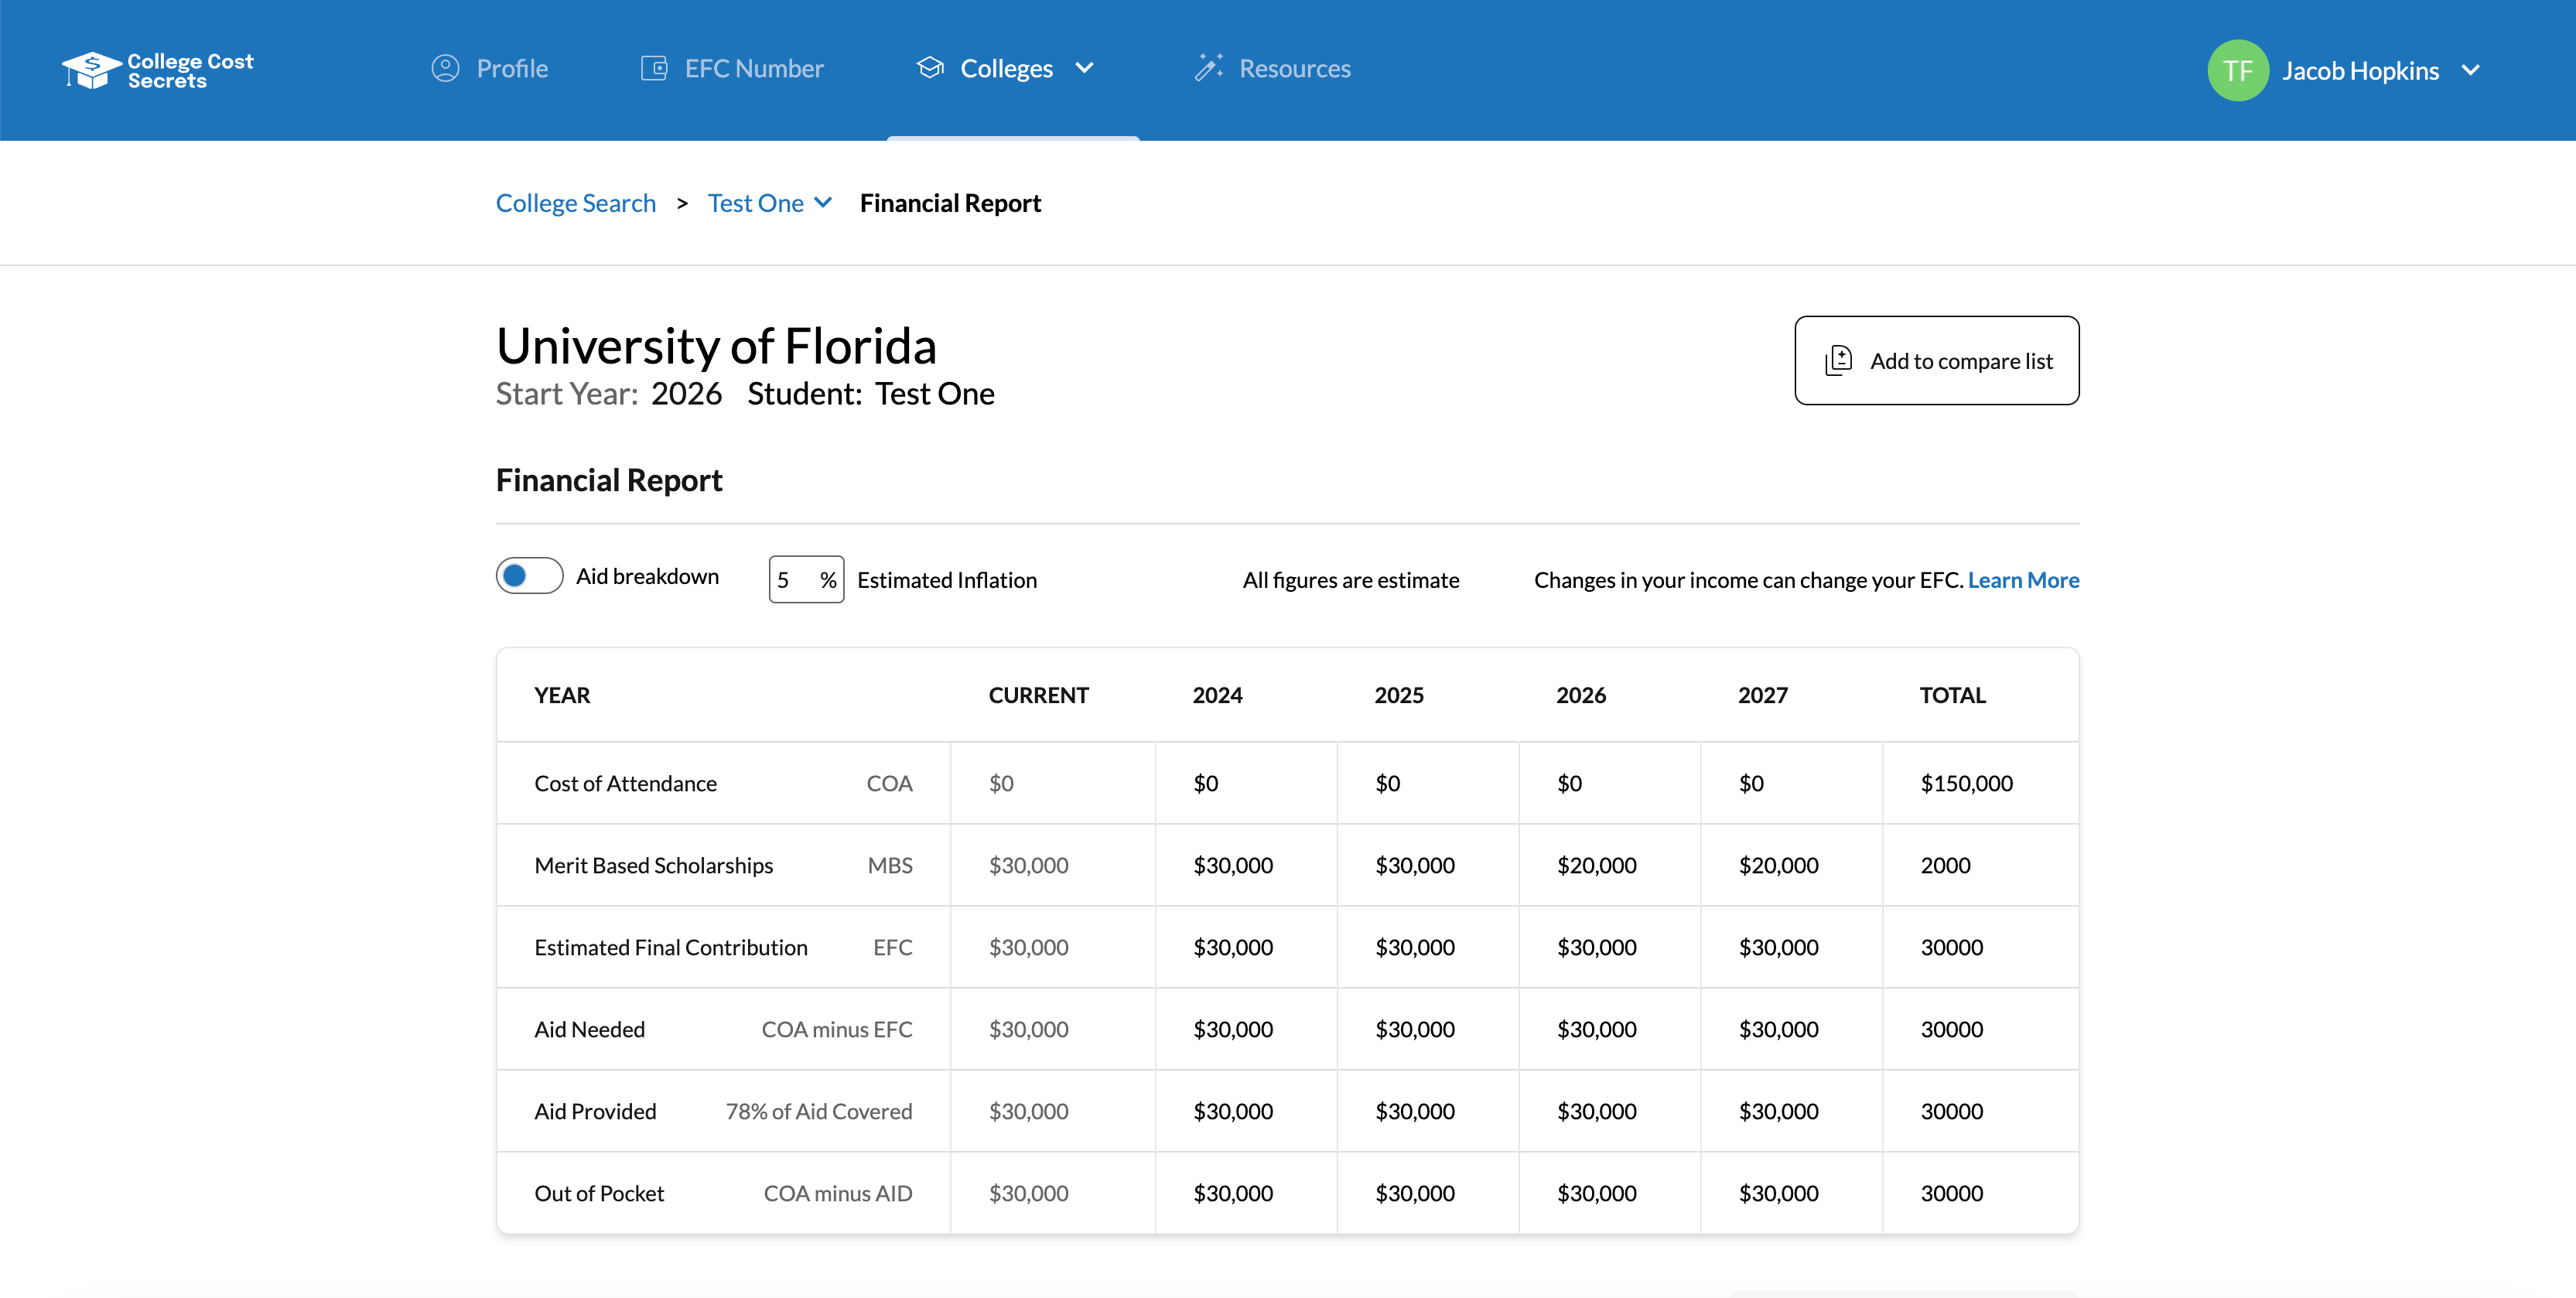 College Cost
Secrets
Profile
EFC Number
Colleges
Resources
TF
Jacob Hopkins
College Search > Test One Financial Report
University of Florida
Start Year: 2026 Student: Test One
Add to compare list
Financial Report
Aid breakdown 5 % Estimated Inflation All figures are estimate Changes in your income can change your EFC. Learn More
YEAR CURRENT 2024 2025 2026 2027 TOTAL
Cost of Attendance COA $0 $0 $0 $0 $0 $150,000
Merit Based Scholarships MBS $30,000 $30,000 $30,000 $20,000 $20,000 2000
Estimated Final Contribution EFC $30,000 $30,000 $30,000 $30,000 $30,000 30000
Aid Needed COA minus EFC $30,000 $30,000 $30,000 $30,000 $30,000 30000
Aid Provided 78% of Aid Covered $30,000 $30,000 $30,000 $30,000 $30,000 30000
Out of Pocket COA minus AID $30,000 $30,000 $30,000 $30,000 $30,000 30000